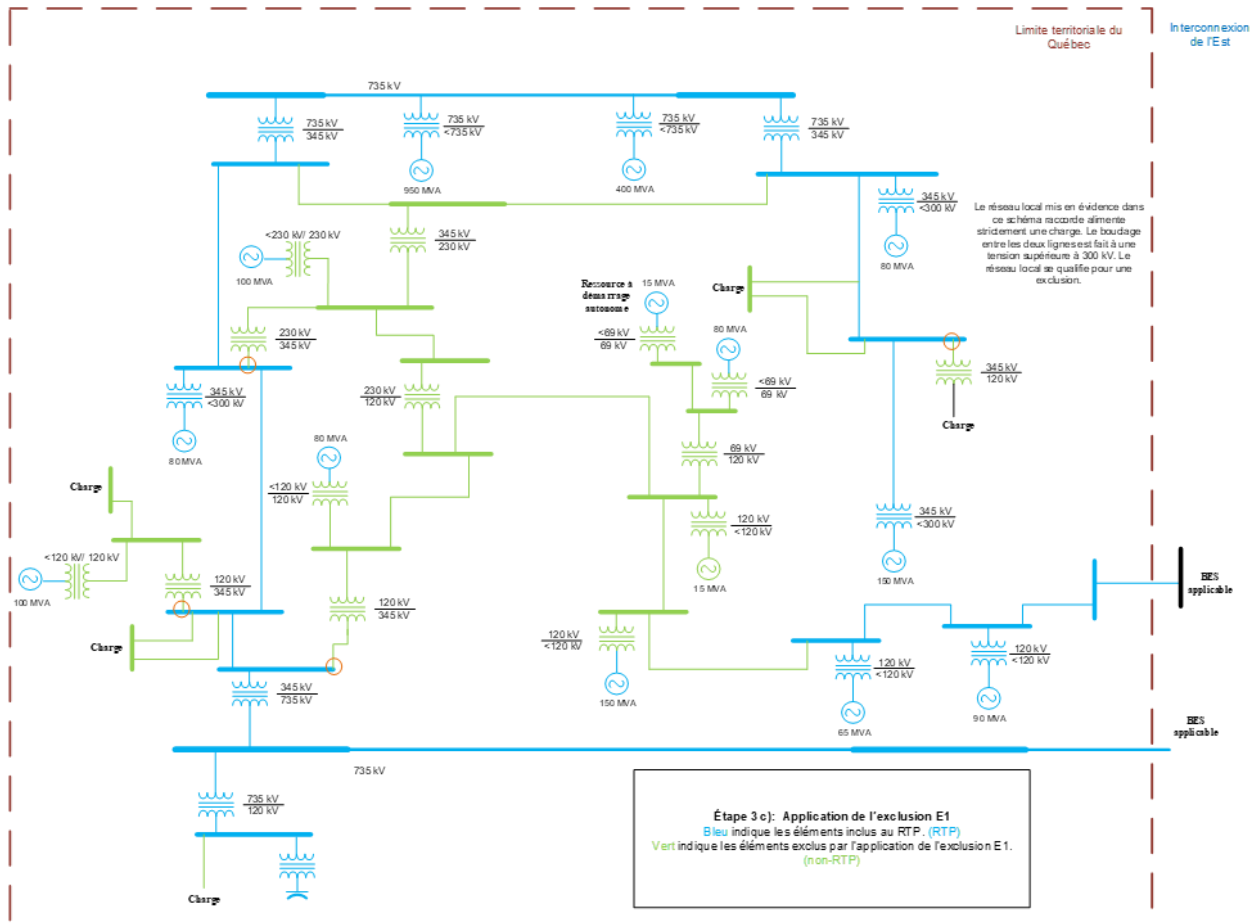 Limite territoriale du
Québec
Interconnexion
de l'Est
735 kV
735 kV
345 kV
735 kV
<735 kV
735 kV
<735 kV
735 kV
345 kV
950 MVA
400 MVA
345 kV
<300 kV
80 MVA
Le réseau local mis en évidence dans
ce schéma raccorde alimente
strictement une charge. Le bouclage
entre les deux lignes est fait à une
tension supérieure à 300 kV. Le
réseau local se qualifie pour une
exclusion.
<230 kV/ 230 kV
100 MVA
345 kV
230 kV
Ressource à
démarrage
autonome
15 MVA
<69 kV
69 kV
80 MVA
<69 kV
69 kV
Charge
230 kV
345 kV
345 kV
<300 kV
80 MVA
230 kV
120 kV
345 kV
120 kV
Charge
80 MVA
<120 kV
120 kV
69 kV
120 kV
Charge
<120 kV/ 120 kV
100 MVA
120 kV
345 kV
120 kV
<120 kV
15 MVA
345 kV
<300 kV
150 MVA
BES
applicable
Charge
120 kV
345 kV
120 kV
<120 kV
150 MVA
120 kV
<120 kV
65 MVA
120 kV
<120 kV
90 MVA
345 kV
735 kV
BES
applicable
735 kV
735 kV
120 kV
Charge
Étape 3 c): Application de l'exclusion E1
Bleu indique les éléments inclus au RTP. (RTP)
Vert indique les éléments exclus par l'application de l'exclusion E1.
(non-RTP)